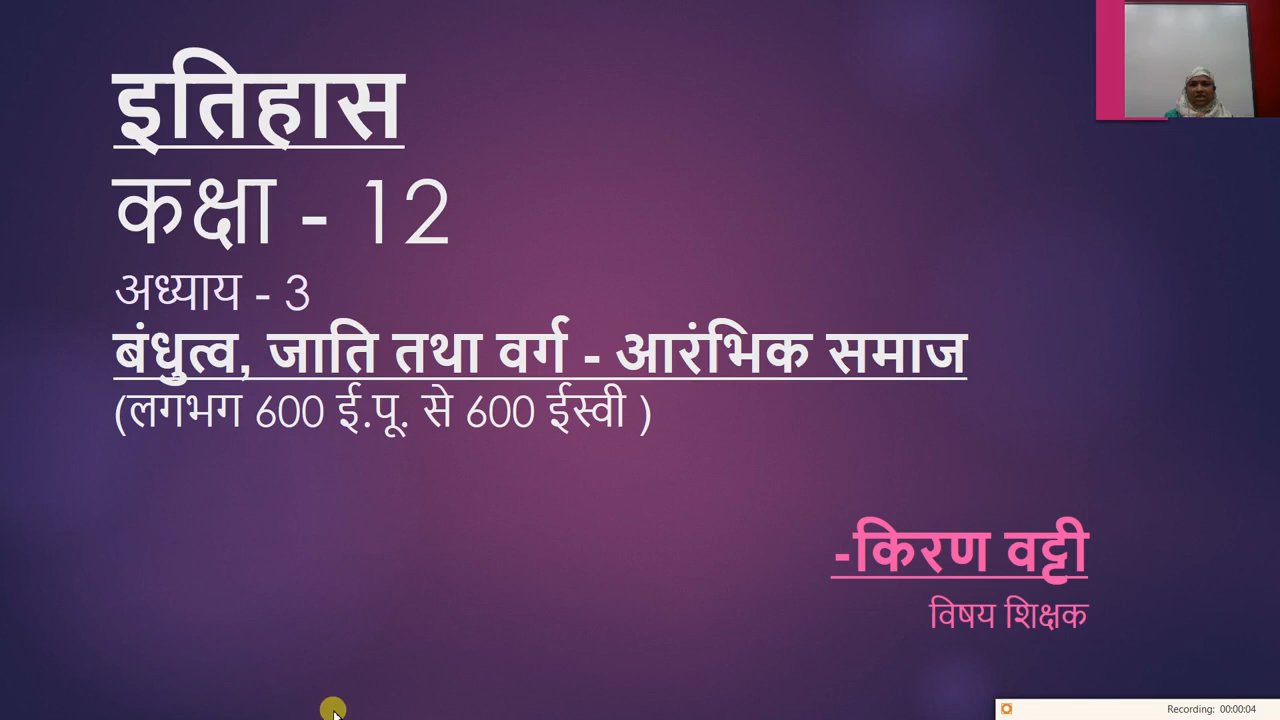 इतिहास
कक्षा - 12
अध्याय - 3
बंधुत्व, जाति तथा वर्ग - आरंभिक समाज
(लगभग 600 ई.पू. से 600 ईस्वी )
-किरण वट्टी
विषय शिक्षक
Recording: 00:00:04